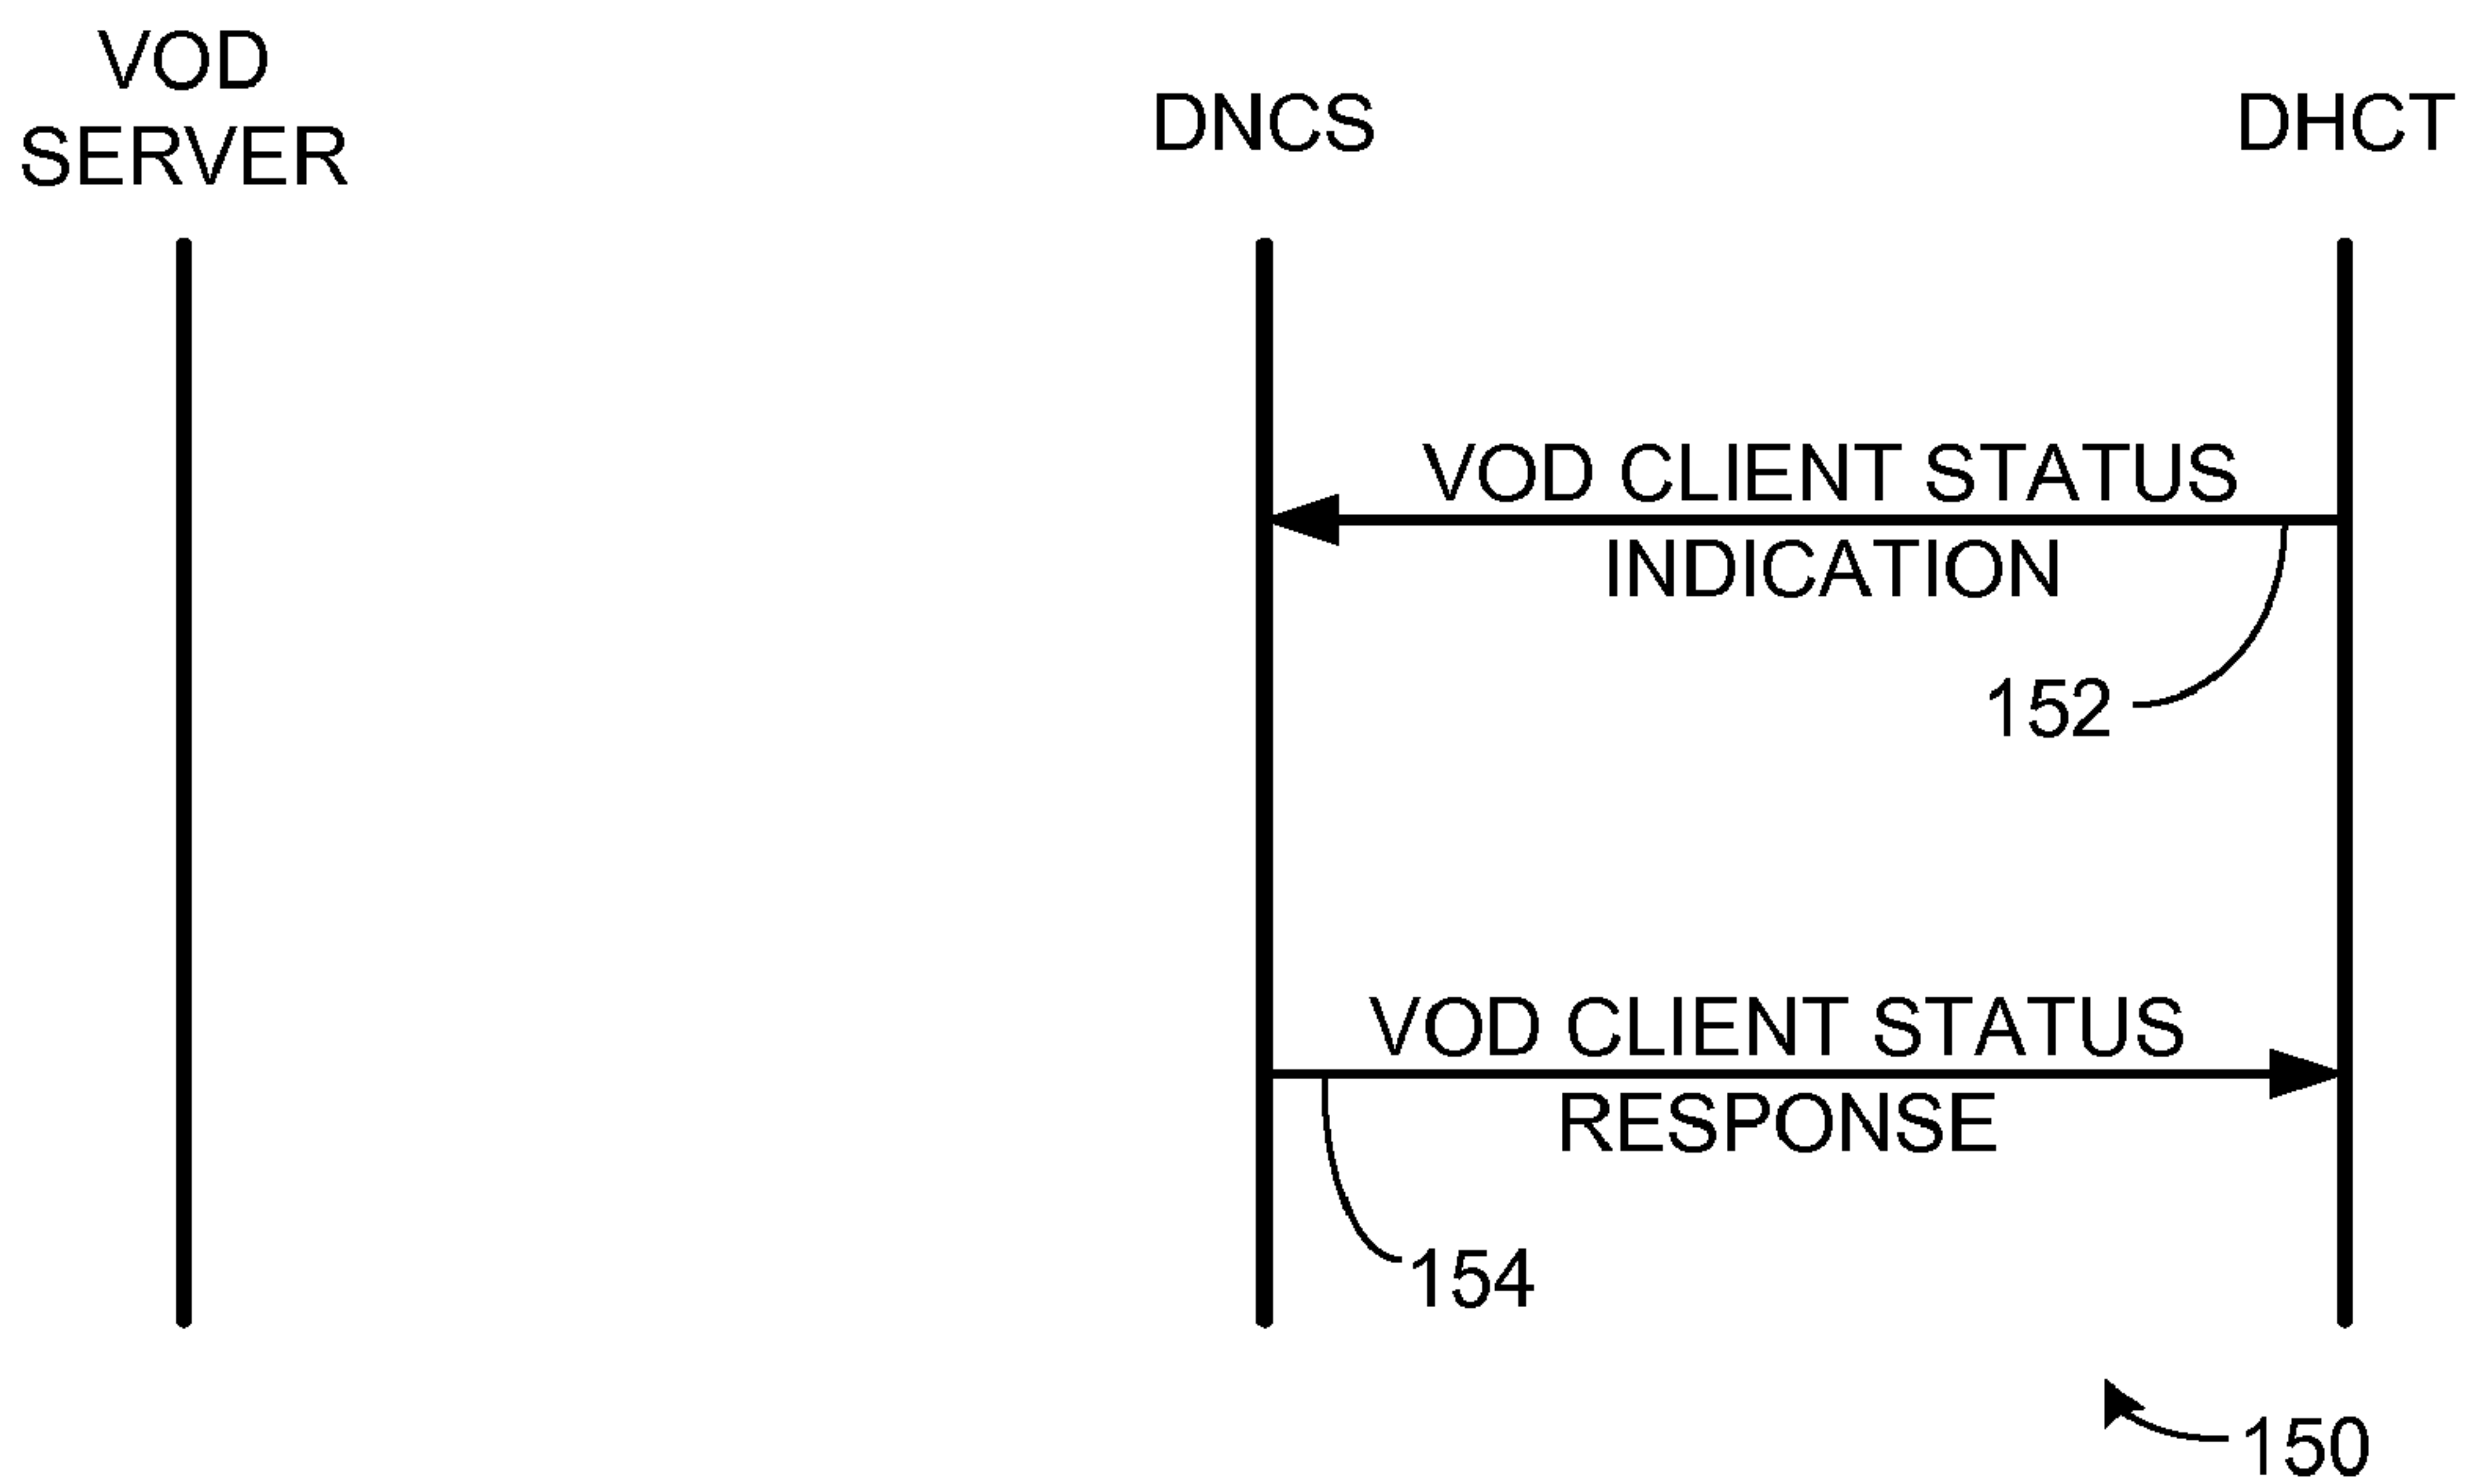 VOD
SERVER
DNCS
DHCT
VOD CLIENT STATUS
INDICATION
152
VOD CLIENT STATUS
RESPONSE
154
150